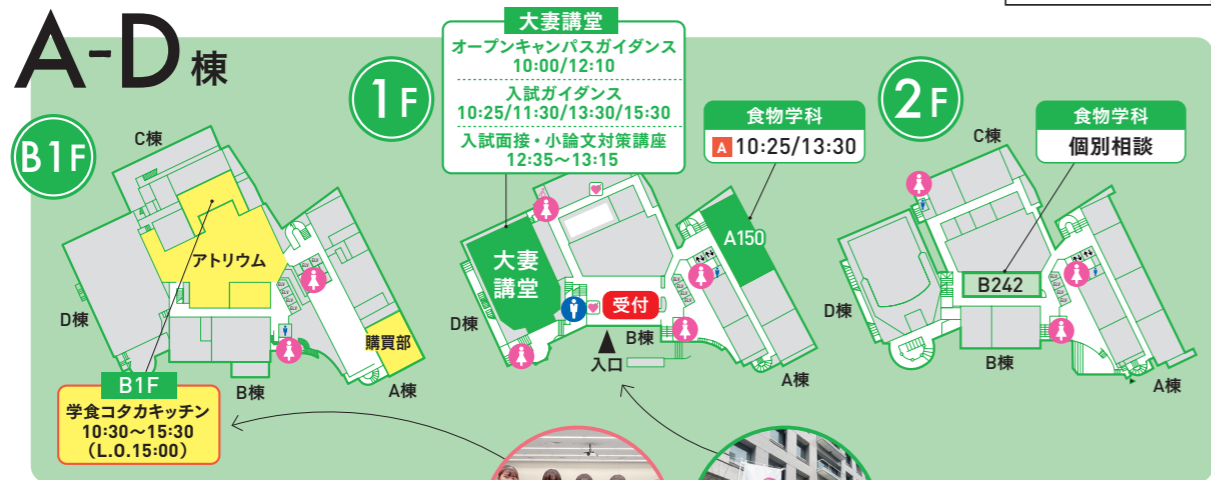 A-D棟
B1F
C棟
アトリウム
D棟
購買部
B棟
A棟
B1F
学食コタカキッチン
10:30～15:30
（L.O.15:00）
1F
大妻講堂
オープンキャンパスガイダンス
10:00/12:10
入試ガイダンス
10:25/11:30/13:30/15:30
入試面接・小論文対策講座
12:35～13:15
食物学科
A 10:25/13:30
A150
大妻
講堂
受付
D棟
B棟
入口
A棟
2F
食物学科
個別相談
C棟
B242
D棟
B棟
A棟